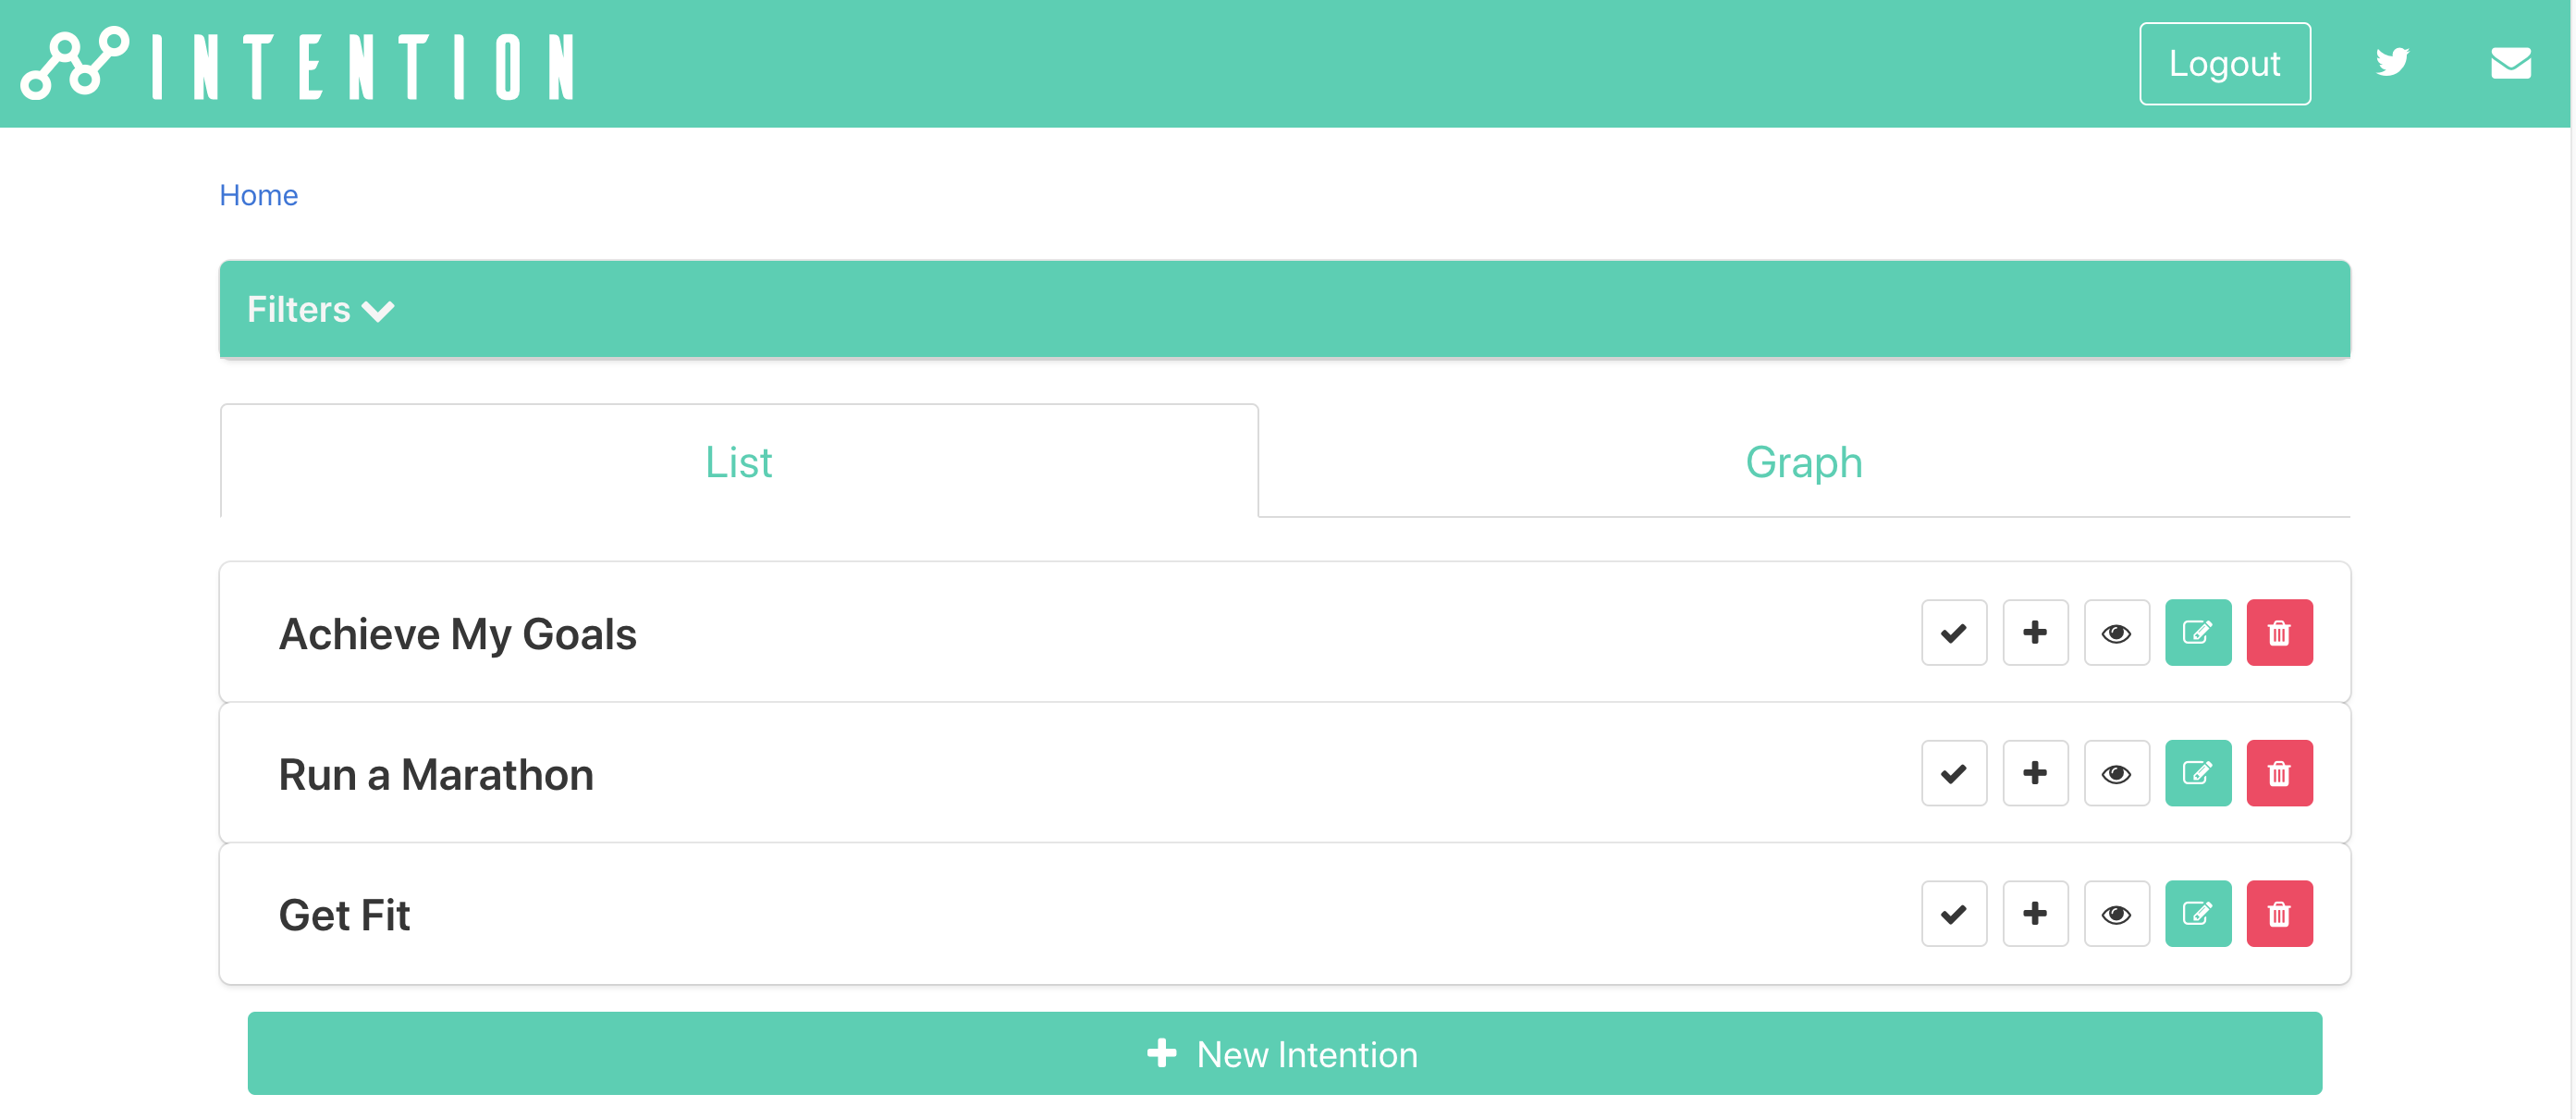 INTENTION
Logout
Home
Filters
List
Graph
Achieve My Goals
Run a Marathon
Get Fit
New Intention